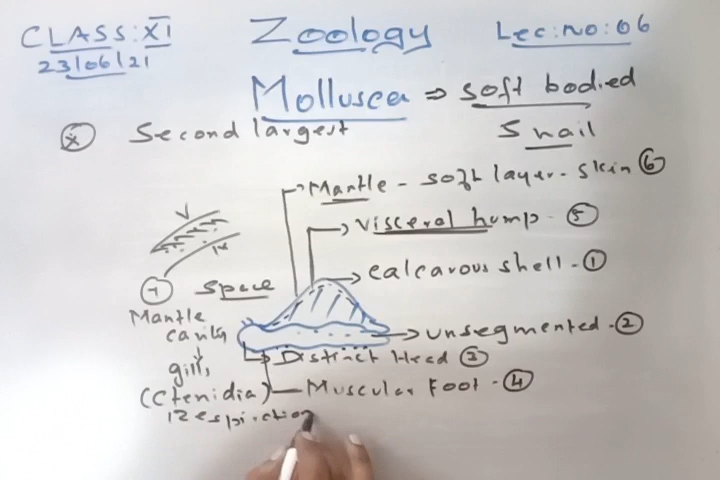 CLASS: XI Zoology Lec: no: 06
23/06/21
Mollusca ⇒ soft bodied
* Second largest Snail
Mantle - soft layer - skin 6
Visceral hump - 5
7 Space calcarous shell - 1
Mantle cavity
unsegmented - 2
Distinct Head 3
gills
(Ctenidia) Muscular Foot - 4
Respiration